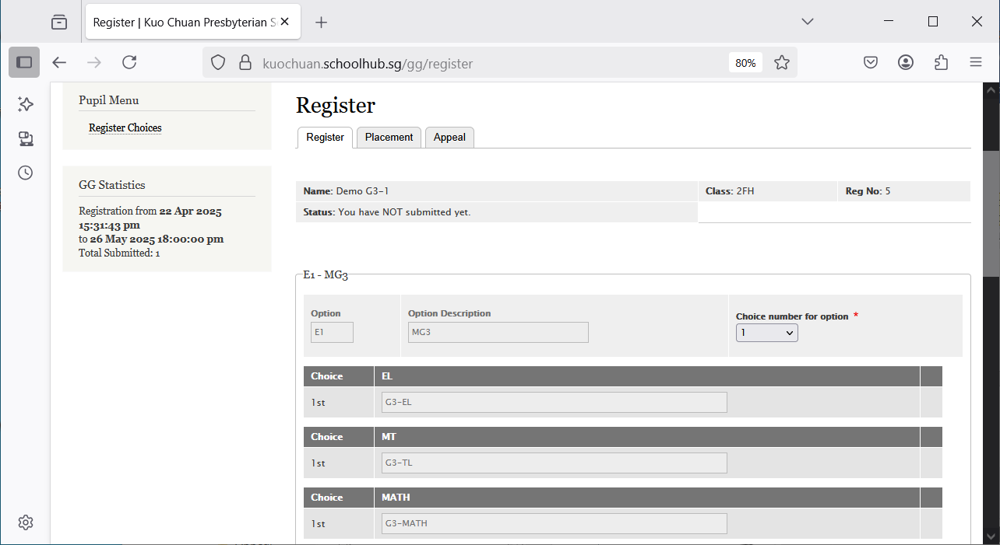 Register | Kuo Chuan Presbyterian S
kuochuan.schoolhub.sg/gg/register
80%
Pupil Menu
Register Choices
GG Statistics
Registration from 22 Apr 2025
15:31:43 pm
to 26 May 2025 18:00:00 pm
Total Submitted: 1
Register
Register Placement Appeal
Name: Demo G3-1 Class: 2FH Reg No: 5
Status: You have NOT submitted yet.
E1 - MG3
Option Option Description Choice number for option *
E1 MG3 1
Choice EL
1st G3-EL
Choice MT
1st G3-TL
Choice MATH
1st G3-MATH